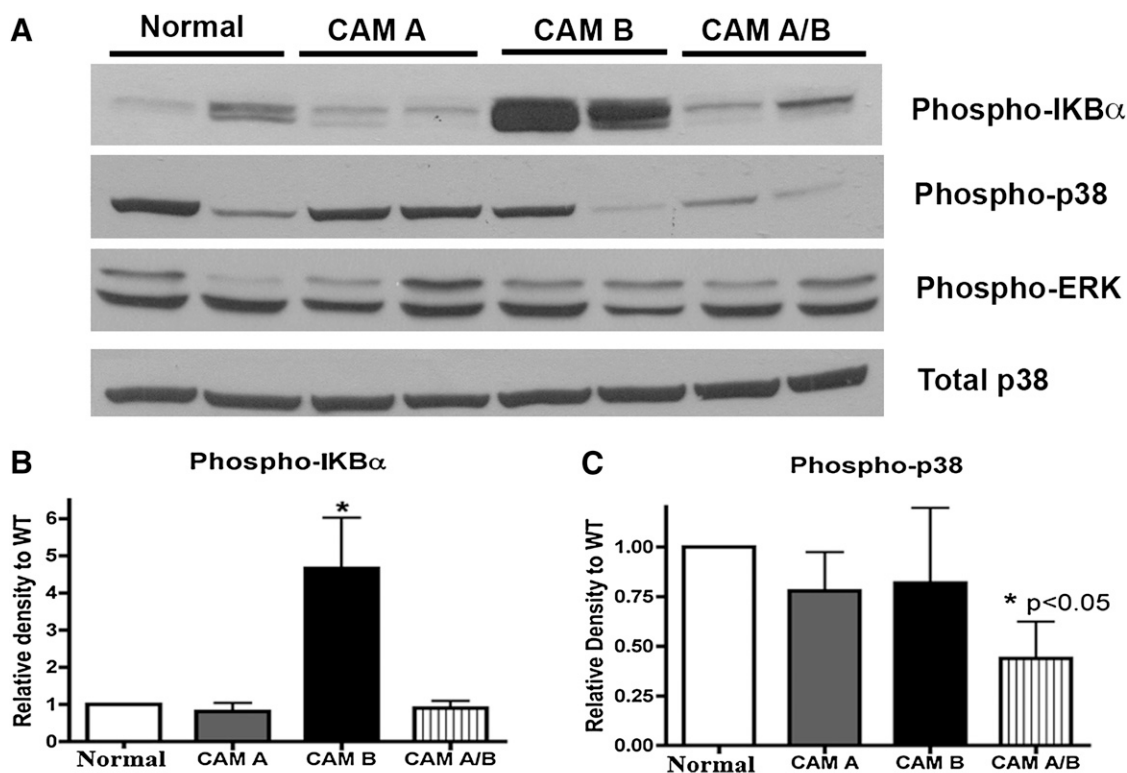 A
Normal CAM A CAM B CAM A/B
Phospho-IKBα
Phospho-p38
Phospho-ERK
Total p38
B
Phospho-IKBα
Relative density to WT
6
5
4
3
2
1
0
*
Normal CAM A CAM B CAM A/B
C
Phospho-p38
Relative Density to WT
1.00
0.75
0.50
0.25
0.00
* p<0.05
Normal CAM A CAM B CAM A/B